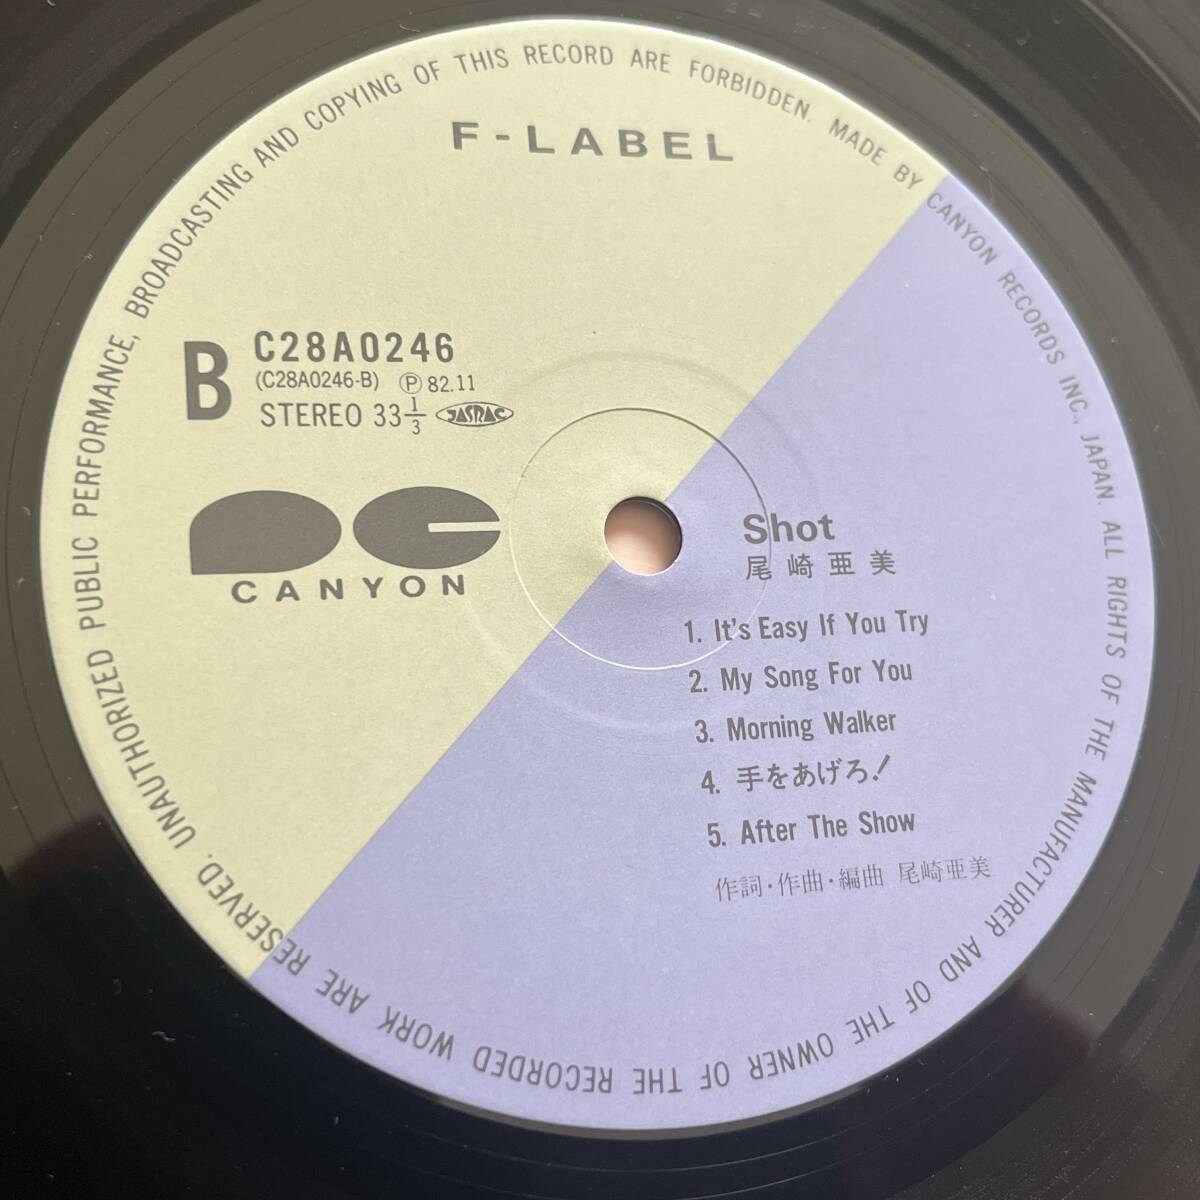 F-LABEL
B
C28A0246
(C28A0246-B) Ⓟ 82.11
STEREO 33 1/3 JASRAC
CANYON
Shot
尾崎亜美
1. It's Easy If You Try
2. My Song For You
3. Morning Walker
4. 手をあげろ!
5. After The Show
作詞・作曲・編曲 尾崎亜美
UNAUTHORIZED PUBLIC PERFORMANCE, BROADCASTING AND COPYING OF THIS RECORD ARE FORBIDDEN. MADE BY CANYON RECORDS INC., JAPAN. ALL RIGHTS OF THE MANUFACTURER AND OF THE OWNER OF THE RECORDED WORK ARE RESERVED.